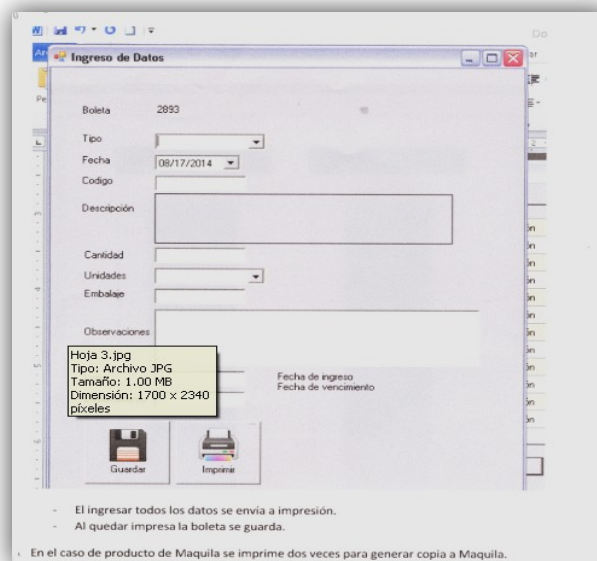 Do
Ingreso de Datos
Boleta 2893
Tipo
Fecha 08/17/2014
Codigo
Descripción
Cantidad
Unidades
Embalaje
Observaciones
Hoja 3.jpg
Tipo: Archivo JPG
Tamaño: 1.00 MB
Dimensión: 1700 x 2340
píxeles
Fecha de ingreso
Fecha de vencimiento
Guardar Imprimir
- El ingresar todos los datos se envía a impresión.
- Al quedar impresa la boleta se guarda.
En el caso de producto de Maquila se imprime dos veces para generar copia a Maquila.